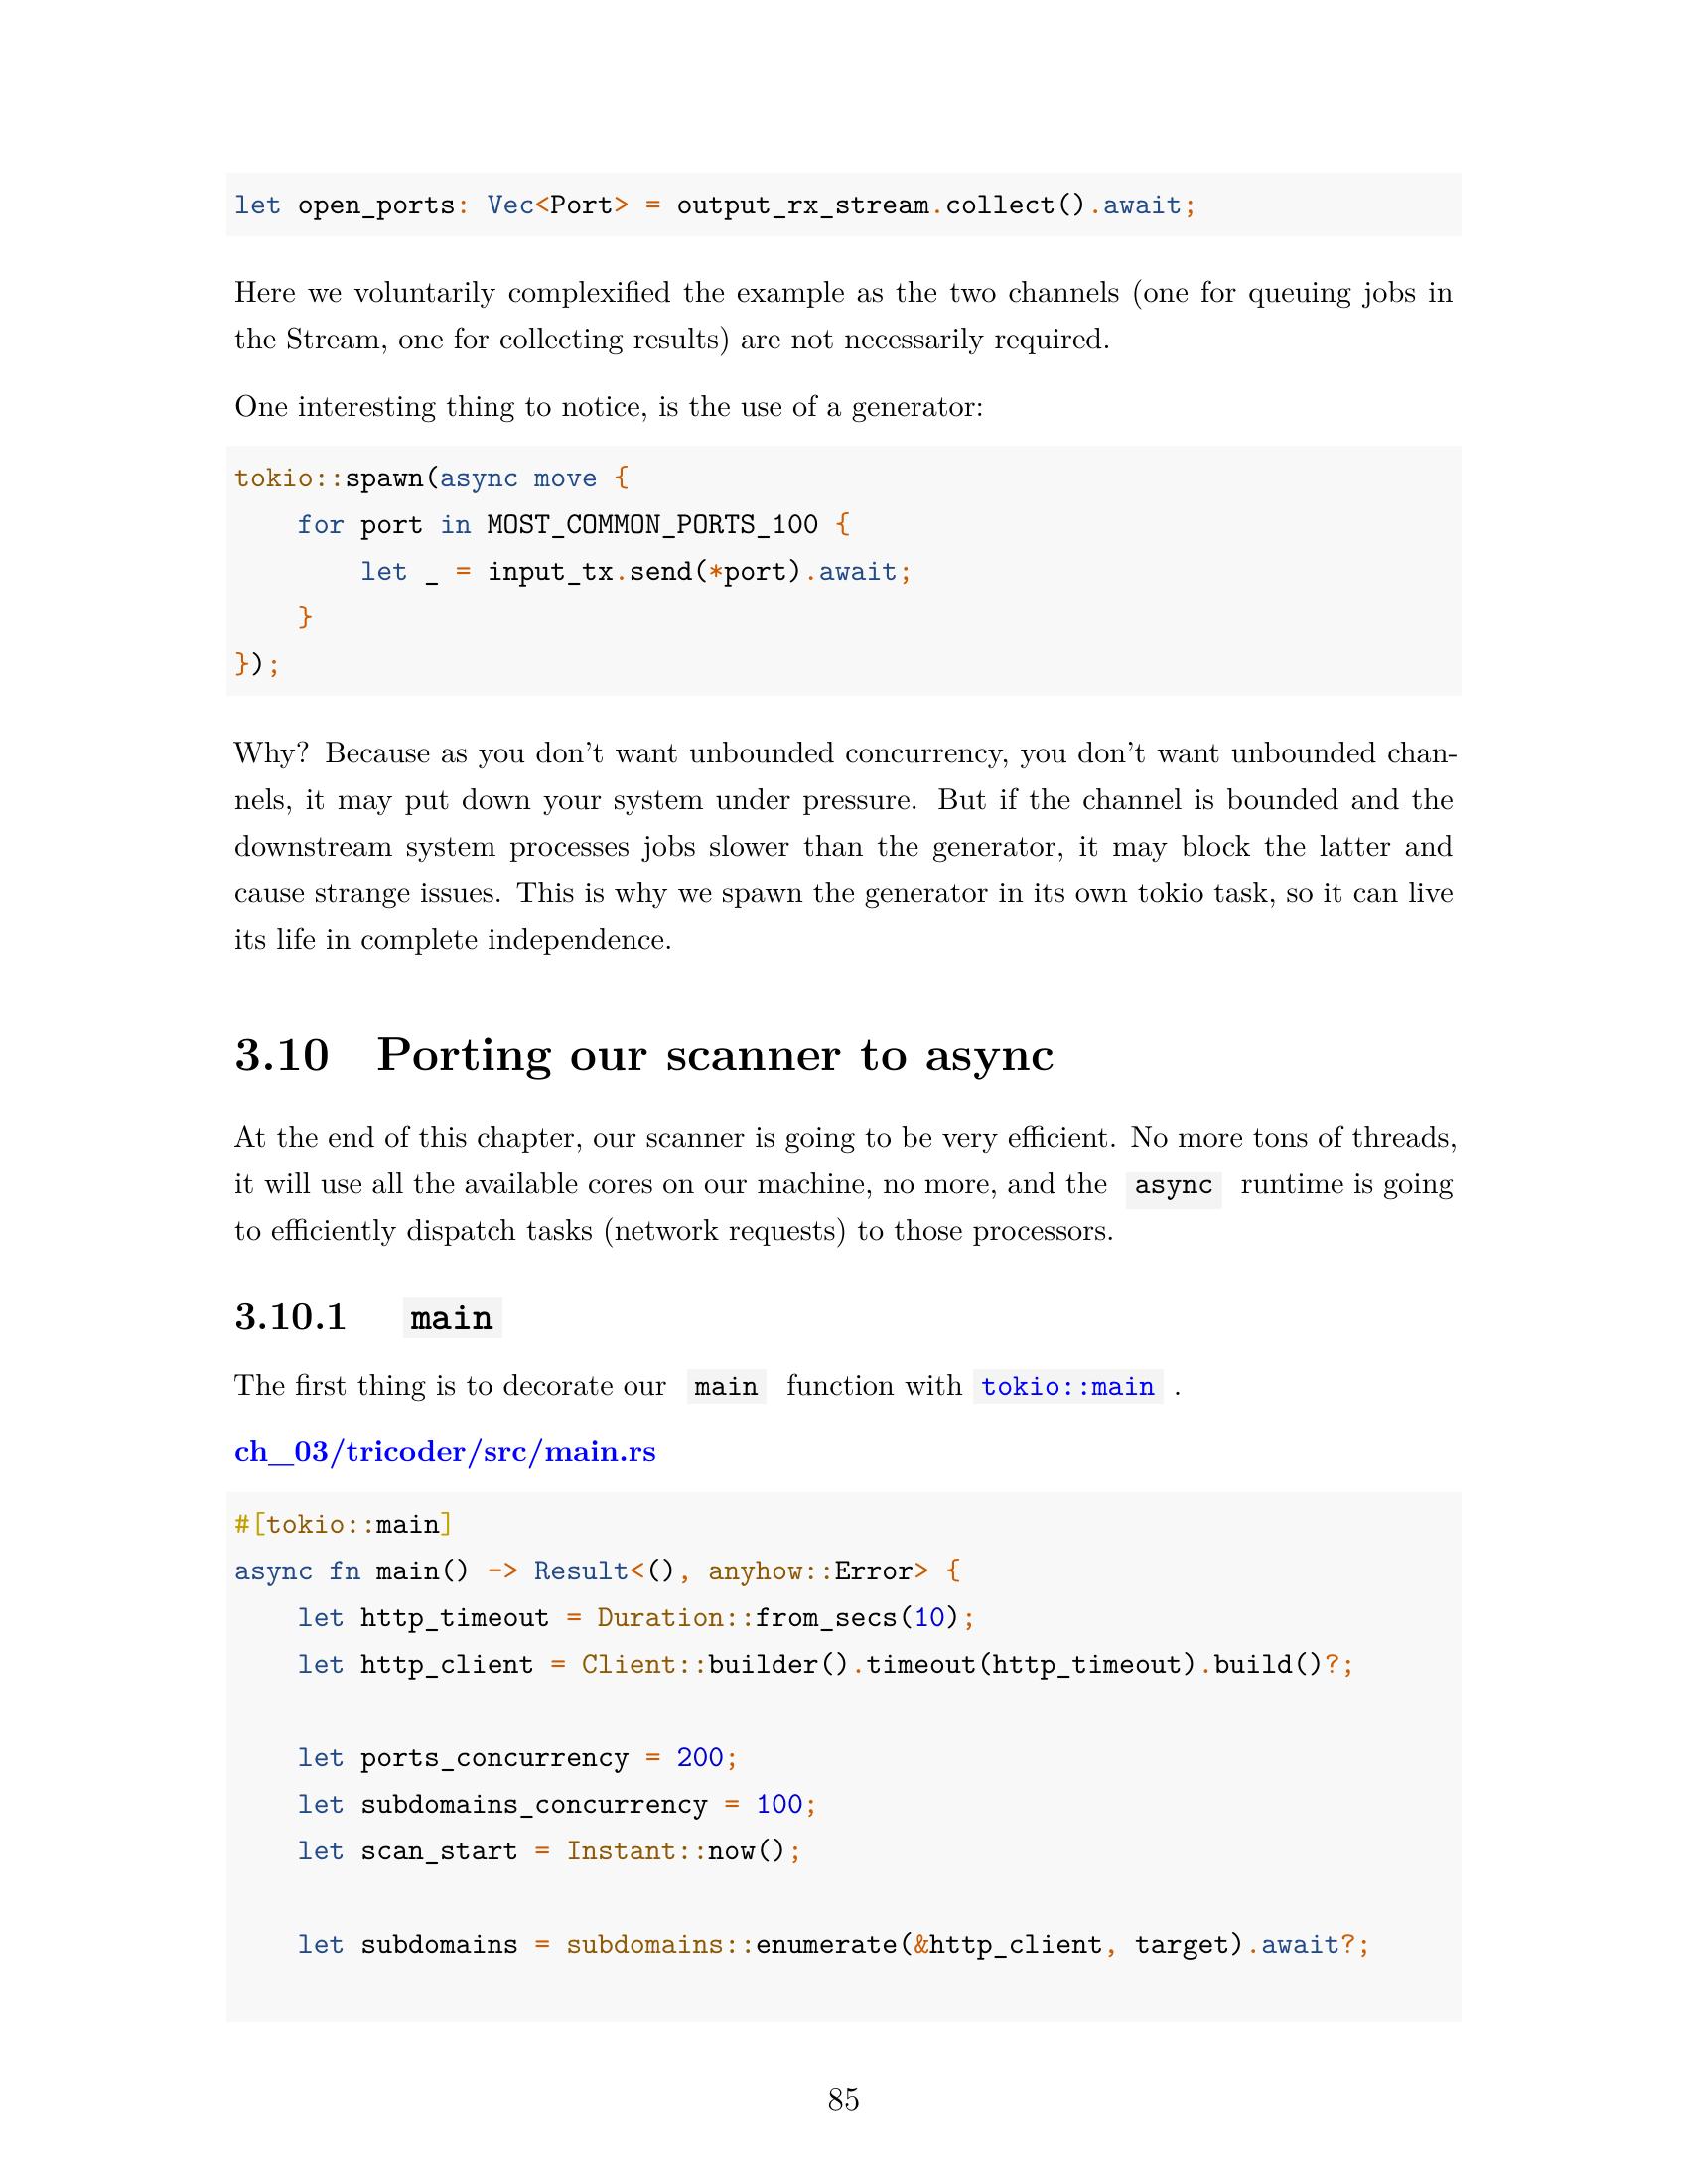 let open_ports: Vec<Port> = output_rx_stream.collect().await;
Here we voluntarily complexified the example as the two channels (one for queuing jobs in
the Stream, one for collecting results) are not necessarily required.
One interesting thing to notice, is the use of a generator:
tokio::spawn(async move {
    for port in MOST_COMMON_PORTS_100 {
        let _ = input_tx.send(*port).await;
    }
});
Why? Because as you don't want unbounded concurrency, you don't want unbounded chan-
nels, it may put down your system under pressure. But if the channel is bounded and the
downstream system processes jobs slower than the generator, it may block the latter and
cause strange issues. This is why we spawn the generator in its own tokio task, so it can live
its life in complete independence.
3.10 Porting our scanner to async
At the end of this chapter, our scanner is going to be very efficient. No more tons of threads,
it will use all the available cores on our machine, no more, and the async runtime is going
to efficiently dispatch tasks (network requests) to those processors.
3.10.1 main
The first thing is to decorate our main function with tokio::main .
ch_03/tricoder/src/main.rs
#[tokio::main]
async fn main() -> Result<(), anyhow::Error> {
    let http_timeout = Duration::from_secs(10);
    let http_client = Client::builder().timeout(http_timeout).build()?;
    let ports_concurrency = 200;
    let subdomains_concurrency = 100;
    let scan_start = Instant::now();
    let subdomains = subdomains::enumerate(&http_client, target).await?;
85